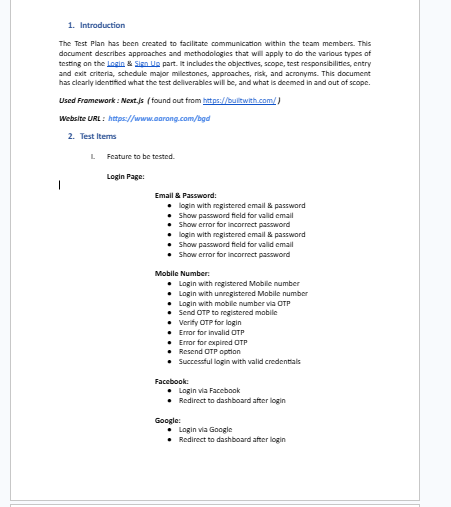 1. Introduction
The Test Plan has been created to facilitate communication within the team members. This
document describes approaches and methodologies that will apply to do the various types of
testing on the Login & Sign Up part. It includes the objectives, scope, test responsibilities, entry
and exit criteria, schedule major milestones, approaches, risk, and acronyms. This document
has clearly identified what the test deliverables will be, and what is deemed in and out of scope.
Used Framework : Next.js ( found out from https://builtwith.com/ )
Website URL : https://www.aarong.com/bgd
2. Test Items
I. Feature to be tested.
Login Page:
Email & Password:
● login with registered email & password
● Show password field for valid email
● Show error for incorrect password
● login with registered email & password
● Show password field for valid email
● Show error for incorrect password
Mobile Number:
● Login with registered Mobile number
● Login with unregistered Mobile number
● Login with mobile number via OTP
● Send OTP to registered mobile
● Verify OTP for login
● Error for invalid OTP
● Error for expired OTP
● Resend OTP option
● Successful login with valid credentials
Facebook:
● Login via Facebook
● Redirect to dashboard after login
Google:
● Login via Google
● Redirect to dashboard after login